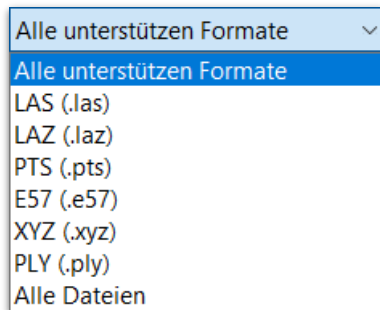 Alle unterstützen Formate
Alle unterstützen Formate
LAS (.las)
LAZ (.laz)
PTS (.pts)
E57 (.e57)
XYZ (.xyz)
PLY (.ply)
Alle Dateien